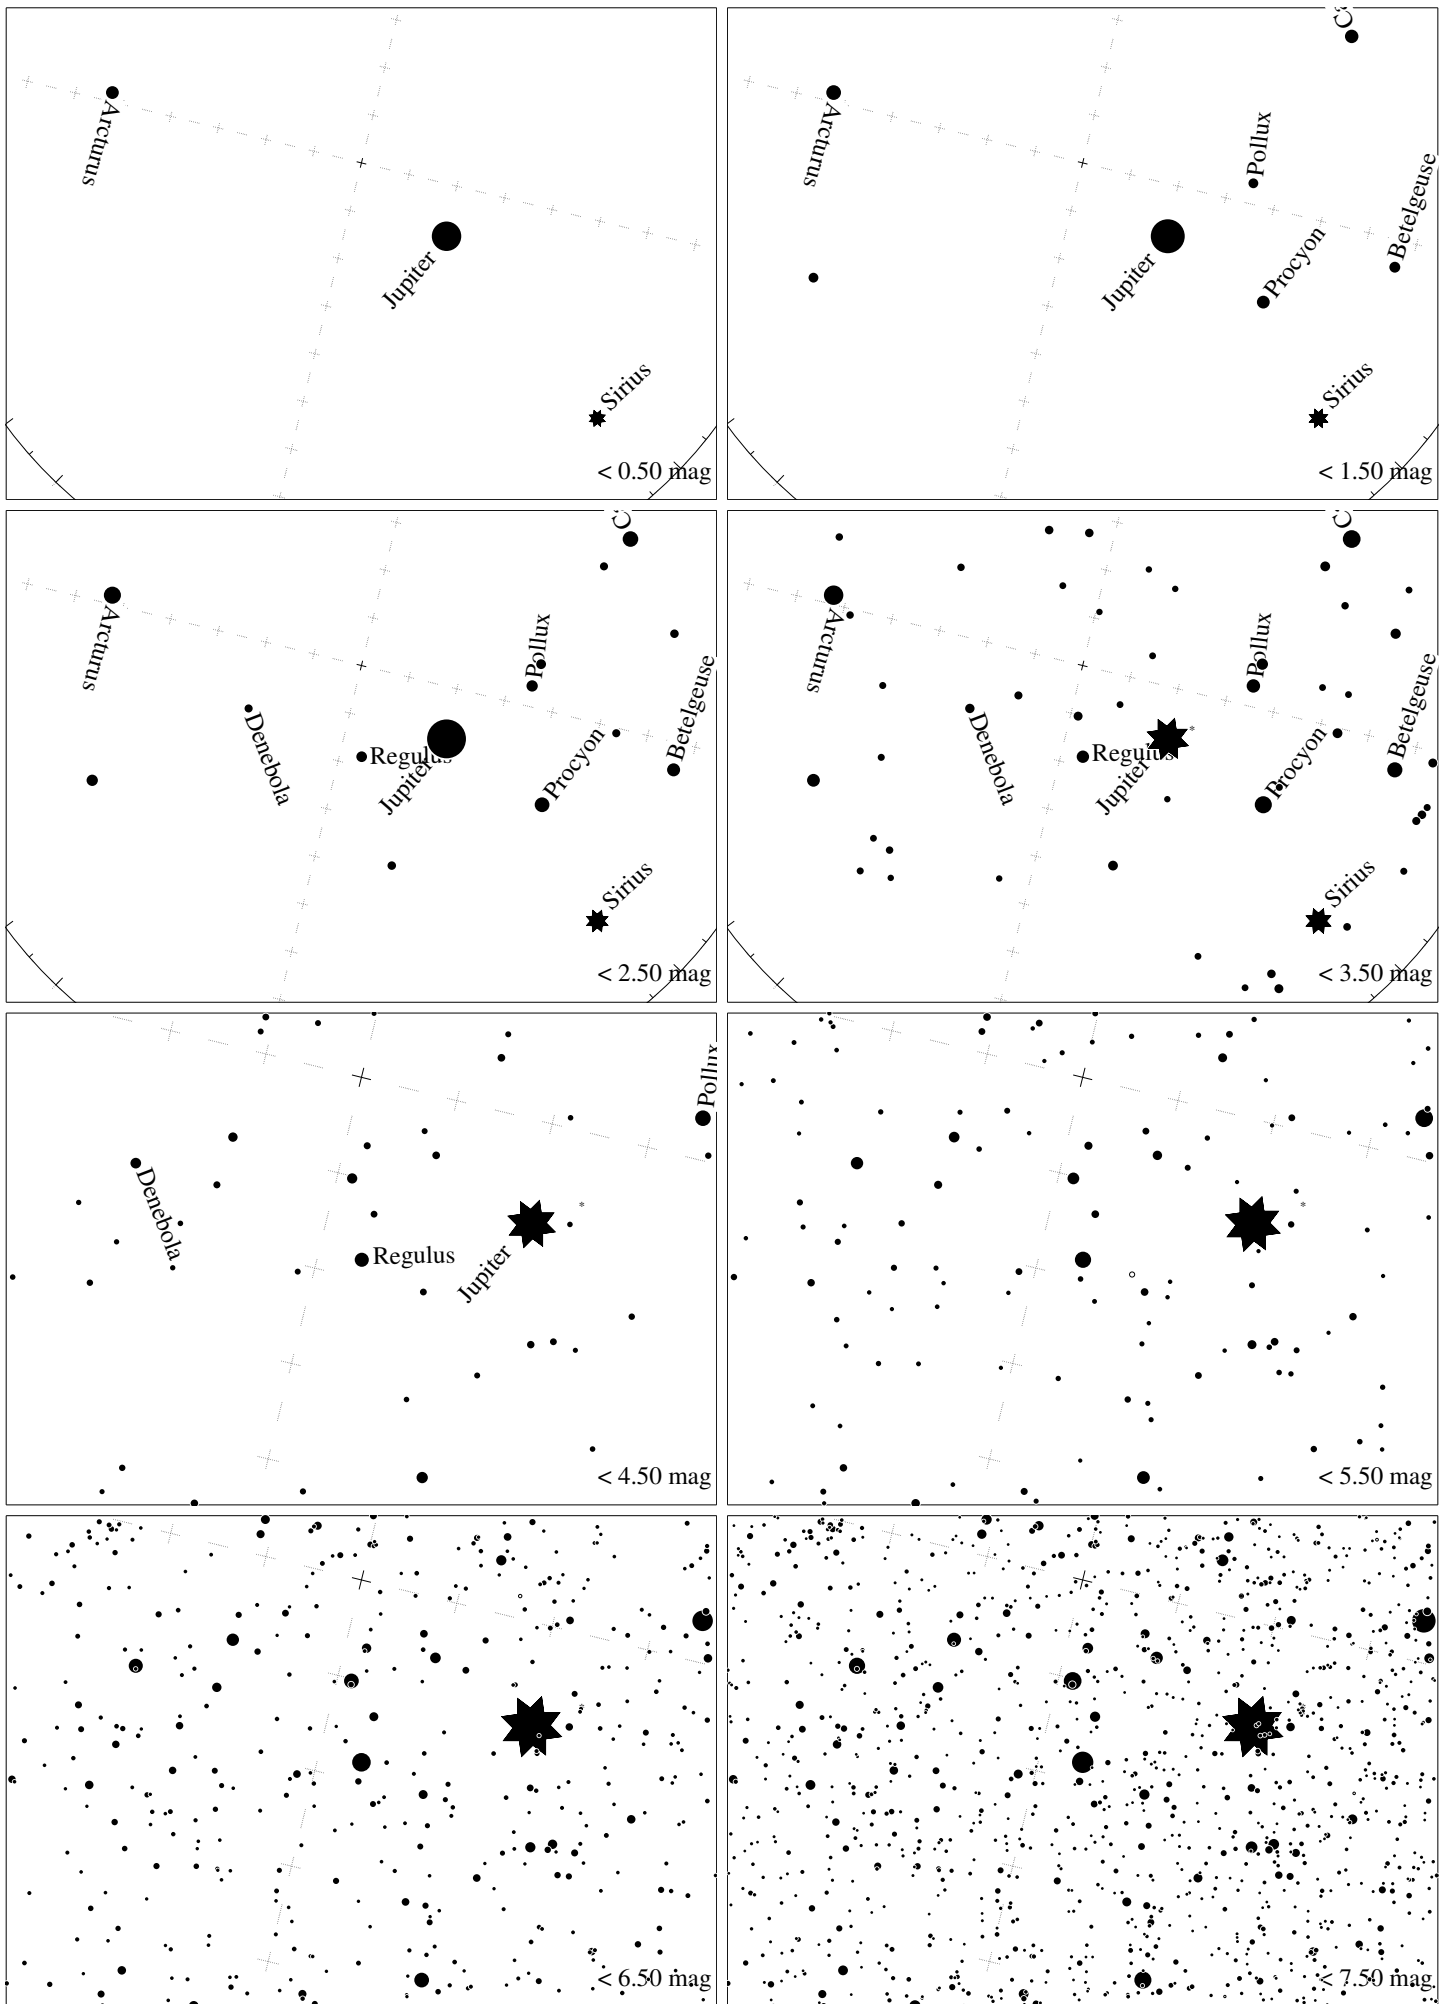 Arcturus
Jupiter
Sirius
< 0.50 mag
C
Arcturus
Pollux
Betelgeuse
Jupiter
Procyon
Sirius
< 1.50 mag
C
Arcturus
Pollux
Denebola
Regulus
Jupiter
Procyon
Betelgeuse
Sirius
< 2.50 mag
C
Arcturus
Pollux
Denebola
Regulus
Jupiter
Procyon
Betelgeuse
Sirius
< 3.50 mag
Pollux
Denebola
Regulus
Jupiter
< 4.50 mag
< 5.50 mag
< 6.50 mag
< 7.50 mag